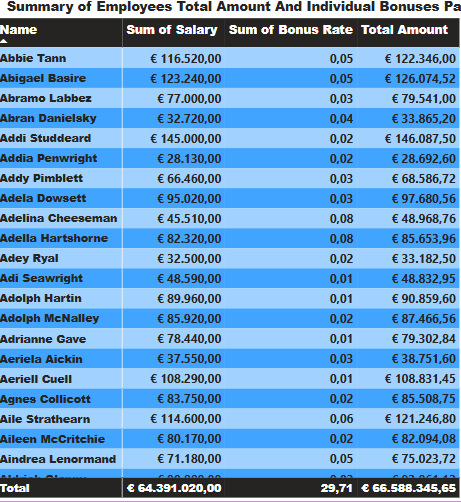 Summary of Employees Total Amount And Individual Bonuses Pa
Name Sum of Salary Sum of Bonus Rate Total Amount
Abbie Tann € 116.520,00 0,05 € 122.346,00
Abigael Basire € 123.240,00 0,05 € 126.074,52
Abramo Labbez € 77.000,00 0,03 € 79.541,00
Abran Danielsky € 32.720,00 0,04 € 33.865,20
Addi Studdeard € 145.000,00 0,02 € 146.087,50
Addia Penwright € 28.130,00 0,02 € 28.692,60
Addy Pimblett € 66.460,00 0,03 € 68.586,72
Adela Dowsett € 95.020,00 0,03 € 97.680,56
Adelina Cheeseman € 45.510,00 0,08 € 48.968,76
Adella Hartshorne € 82.320,00 0,08 € 85.653,96
Adey Ryal € 32.500,00 0,02 € 33.182,50
Adi Seawright € 48.590,00 0,01 € 48.832,95
Adolph Hartin € 89.960,00 0,01 € 90.859,60
Adolph McNalley € 85.920,00 0,02 € 87.466,56
Adrianne Gave € 78.440,00 0,01 € 79.302,84
Aeriela Aickin € 37.550,00 0,03 € 38.751,60
Aeriell Cuell € 108.290,00 0,01 € 108.831,45
Agnes Collicott € 83.750,00 0,02 € 85.508,75
Aile Strathearn € 114.600,00 0,06 € 121.246,80
Aileen McCritchie € 80.170,00 0,02 € 82.094,08
Aindrea Lenormand € 71.180,00 0,05 € 75.023,72
Total € 64.391.020,00 29,71 € 66.588.349,65